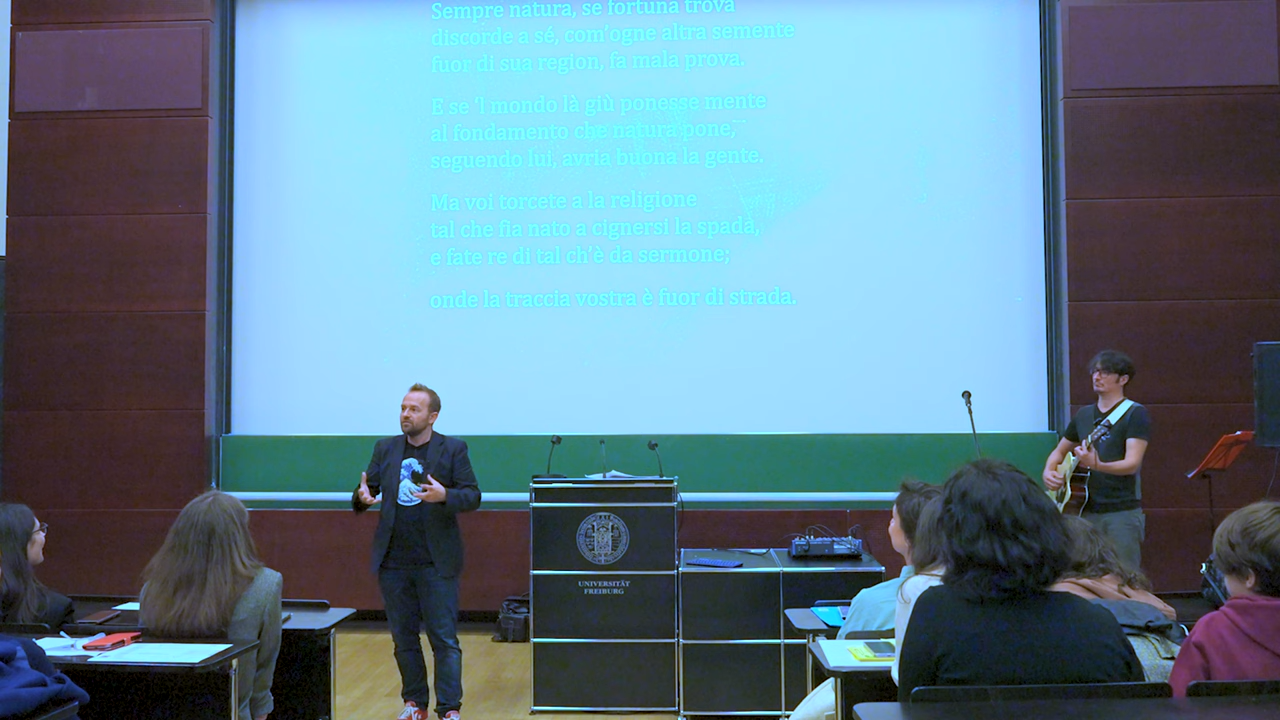 Sempre natura, se fortuna trova
discorde a sé, com'ogne altra semente
fuor di sua region, fa mala prova.
E se 'l mondo là giù ponesse mente
al fondamento che natura pone,
seguendo lui, avria buona la gente.
Ma voi torcete a la religione
tal che fia nato a cignersi la spada,
e fate re di tal ch'è da sermone;
onde la traccia vostra è fuor di strada.
UNIVERSITÄT
FREIBURG